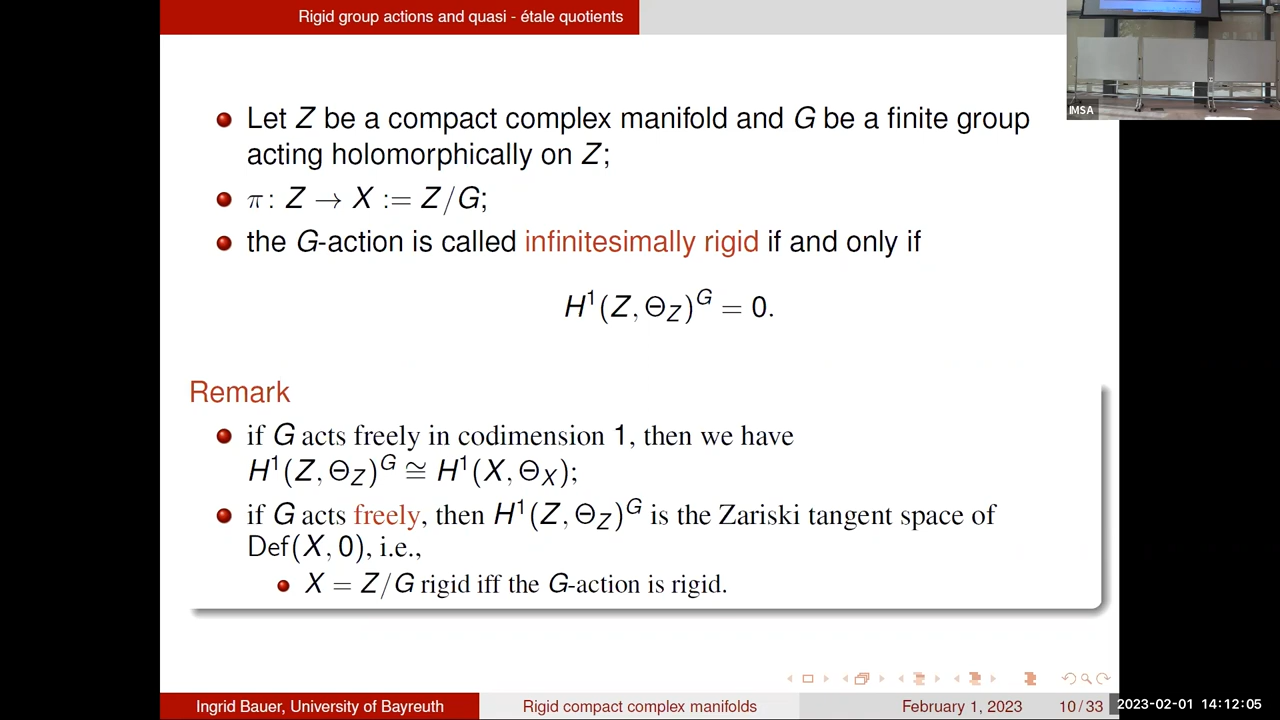 Rigid group actions and quasi - étale quotients
IMSA
Let Z be a compact complex manifold and G be a finite group
acting holomorphically on Z;
π: Z → X := Z/G;
the G-action is called infinitesimally rigid if and only if
H¹(Z, Θ_Z)^G = 0.
Remark
if G acts freely in codimension 1, then we have
H¹(Z, Θ_Z)^G ≅ H¹(X, Θ_X);
if G acts freely, then H¹(Z, Θ_Z)^G is the Zariski tangent space of
Def(X, 0), i.e.,
X = Z/G rigid iff the G-action is rigid.
Ingrid Bauer, University of Bayreuth
Rigid compact complex manifolds
February 1, 2023
10/33
2023-02-01 14:12:05